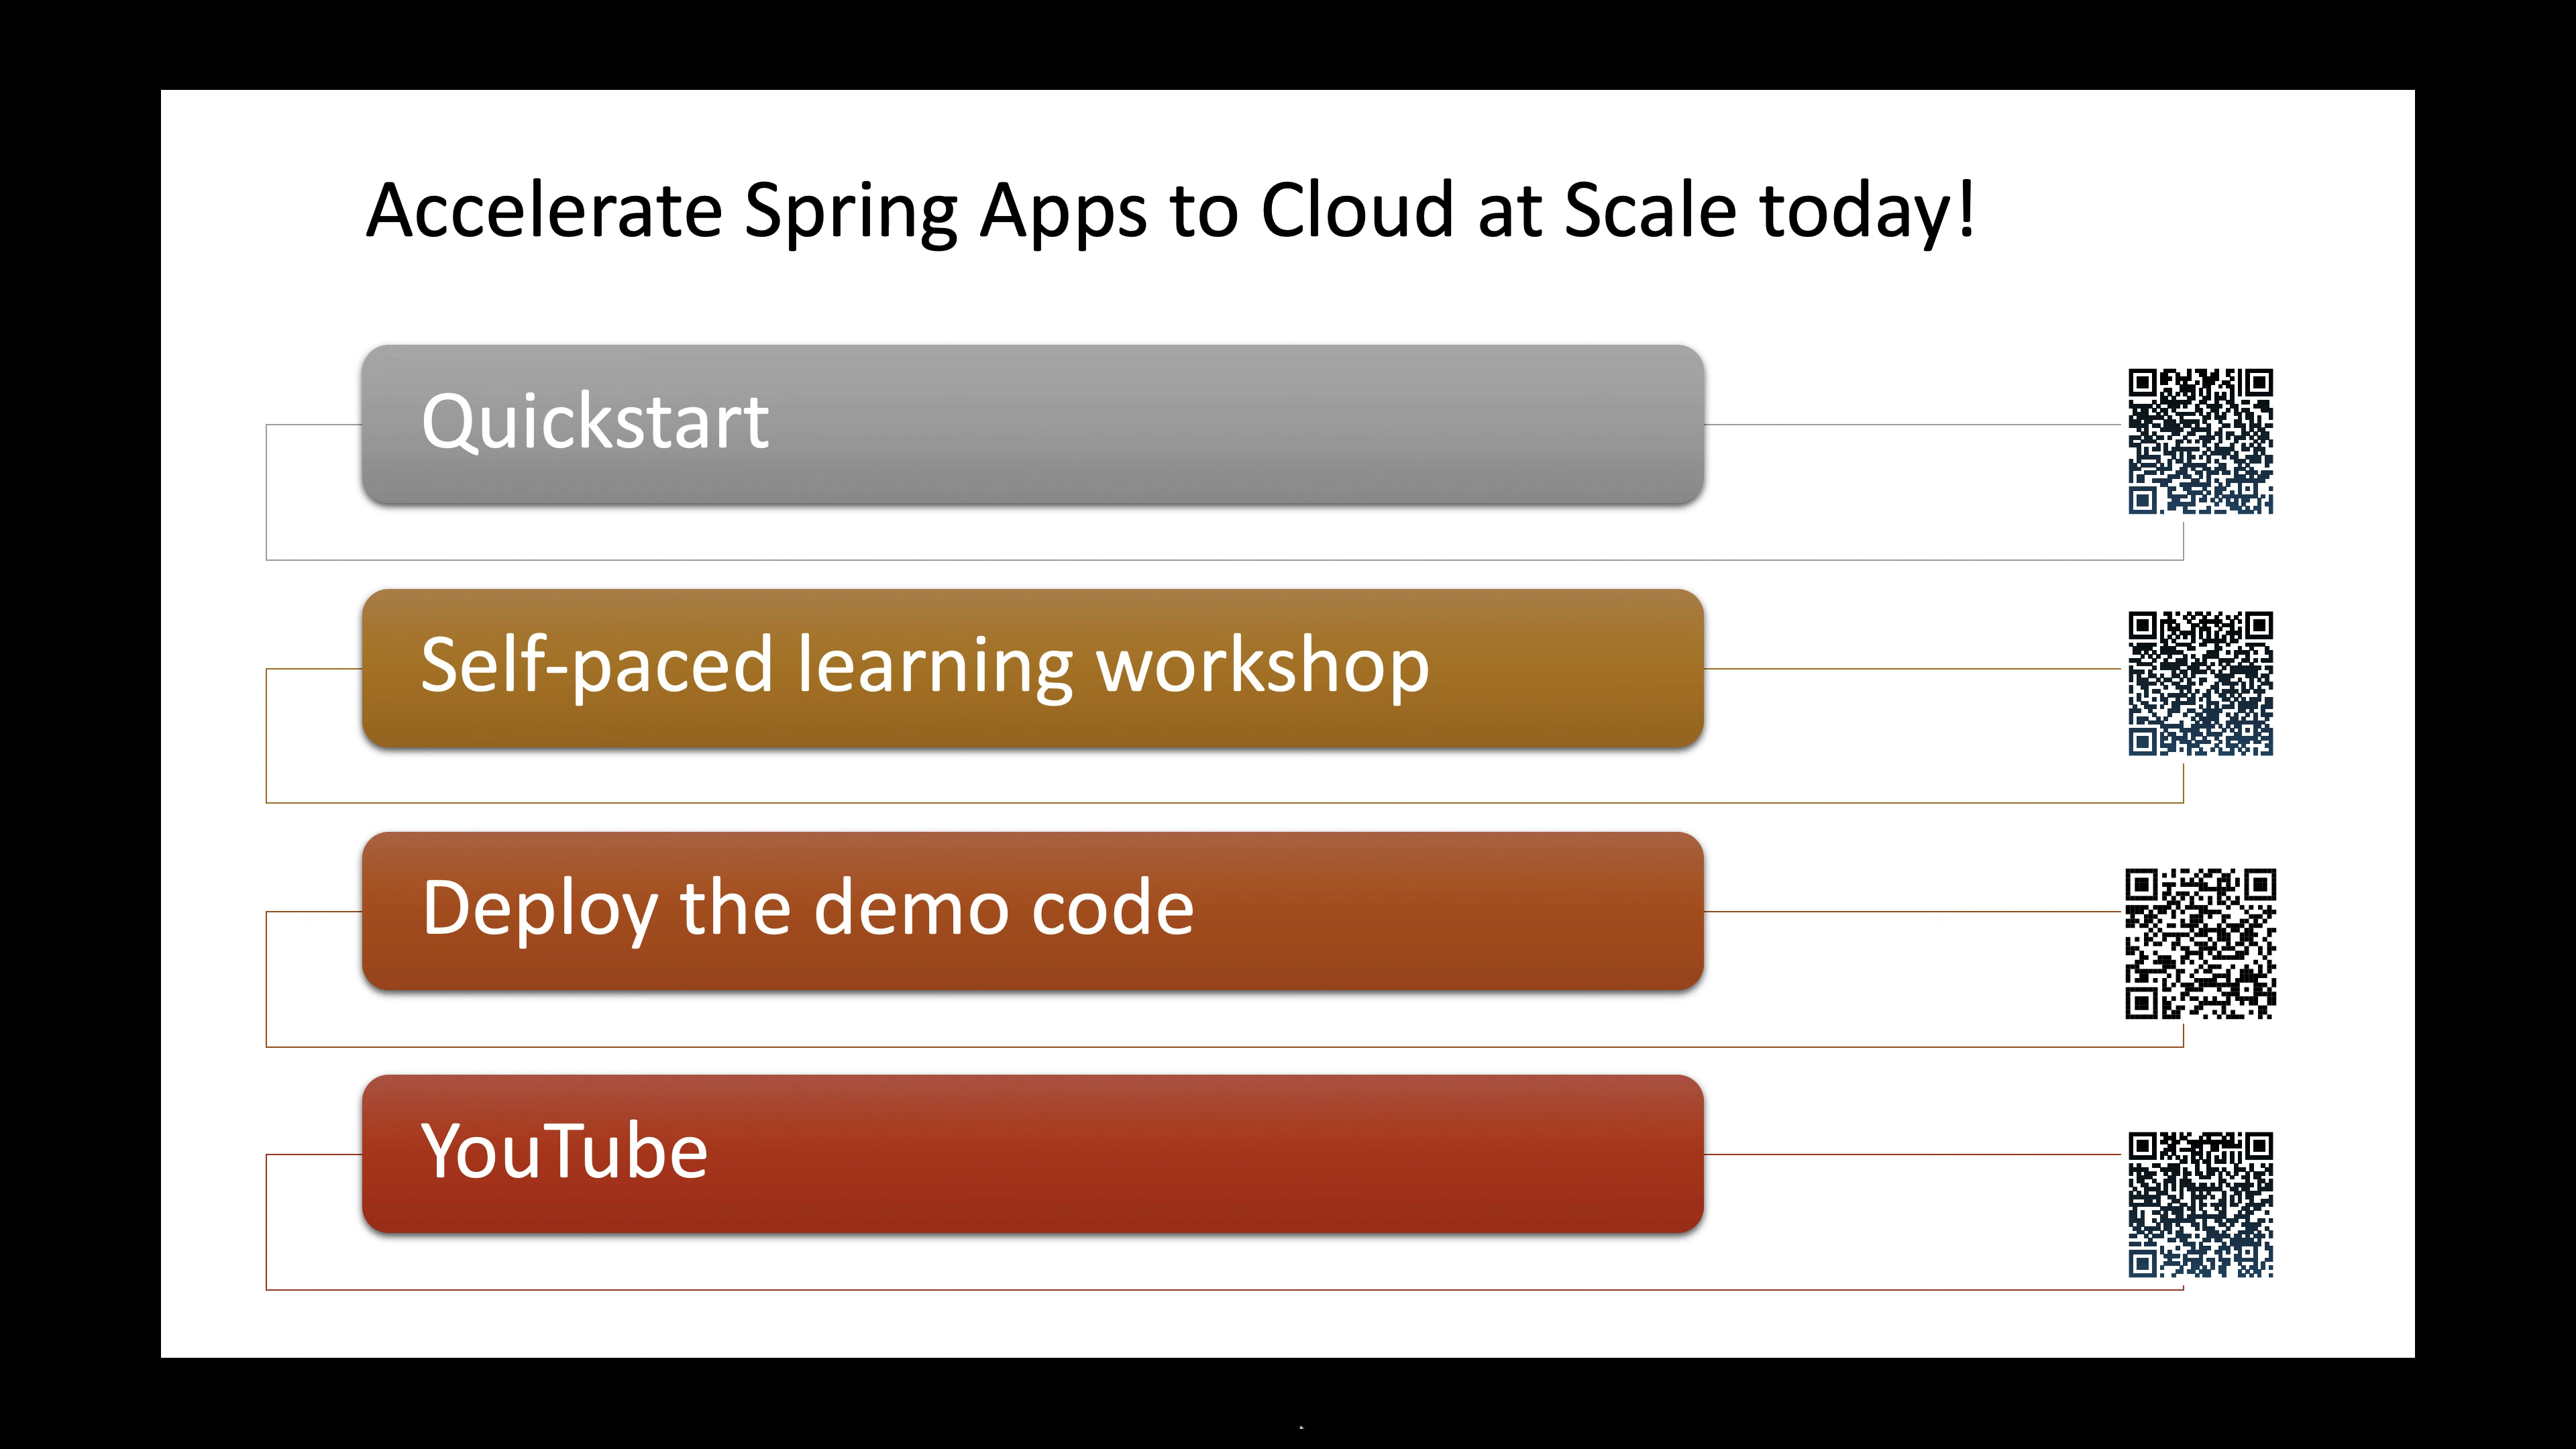 Accelerate Spring Apps to Cloud at Scale today!
Quickstart
Self-paced learning workshop
Deploy the demo code
YouTube